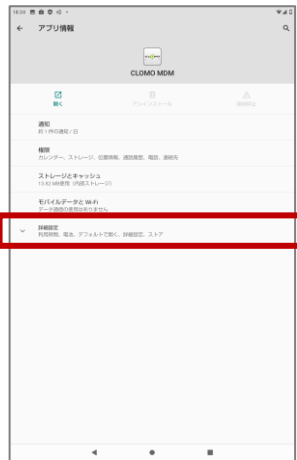 アプリ情報
CLOMO MDM
開く
アンインストール
強制停止
通知
約 1 件の通知 / 日
権限
カレンダー、ストレージ、位置情報、通話履歴、電話、連絡先
ストレージとキャッシュ
13.52 MB使用（内部ストレージ）
モバイルデータと Wi-Fi
データ通信の使用はありません
詳細設定
利用時間、電池、デフォルトで開く、詳細設定、ストア